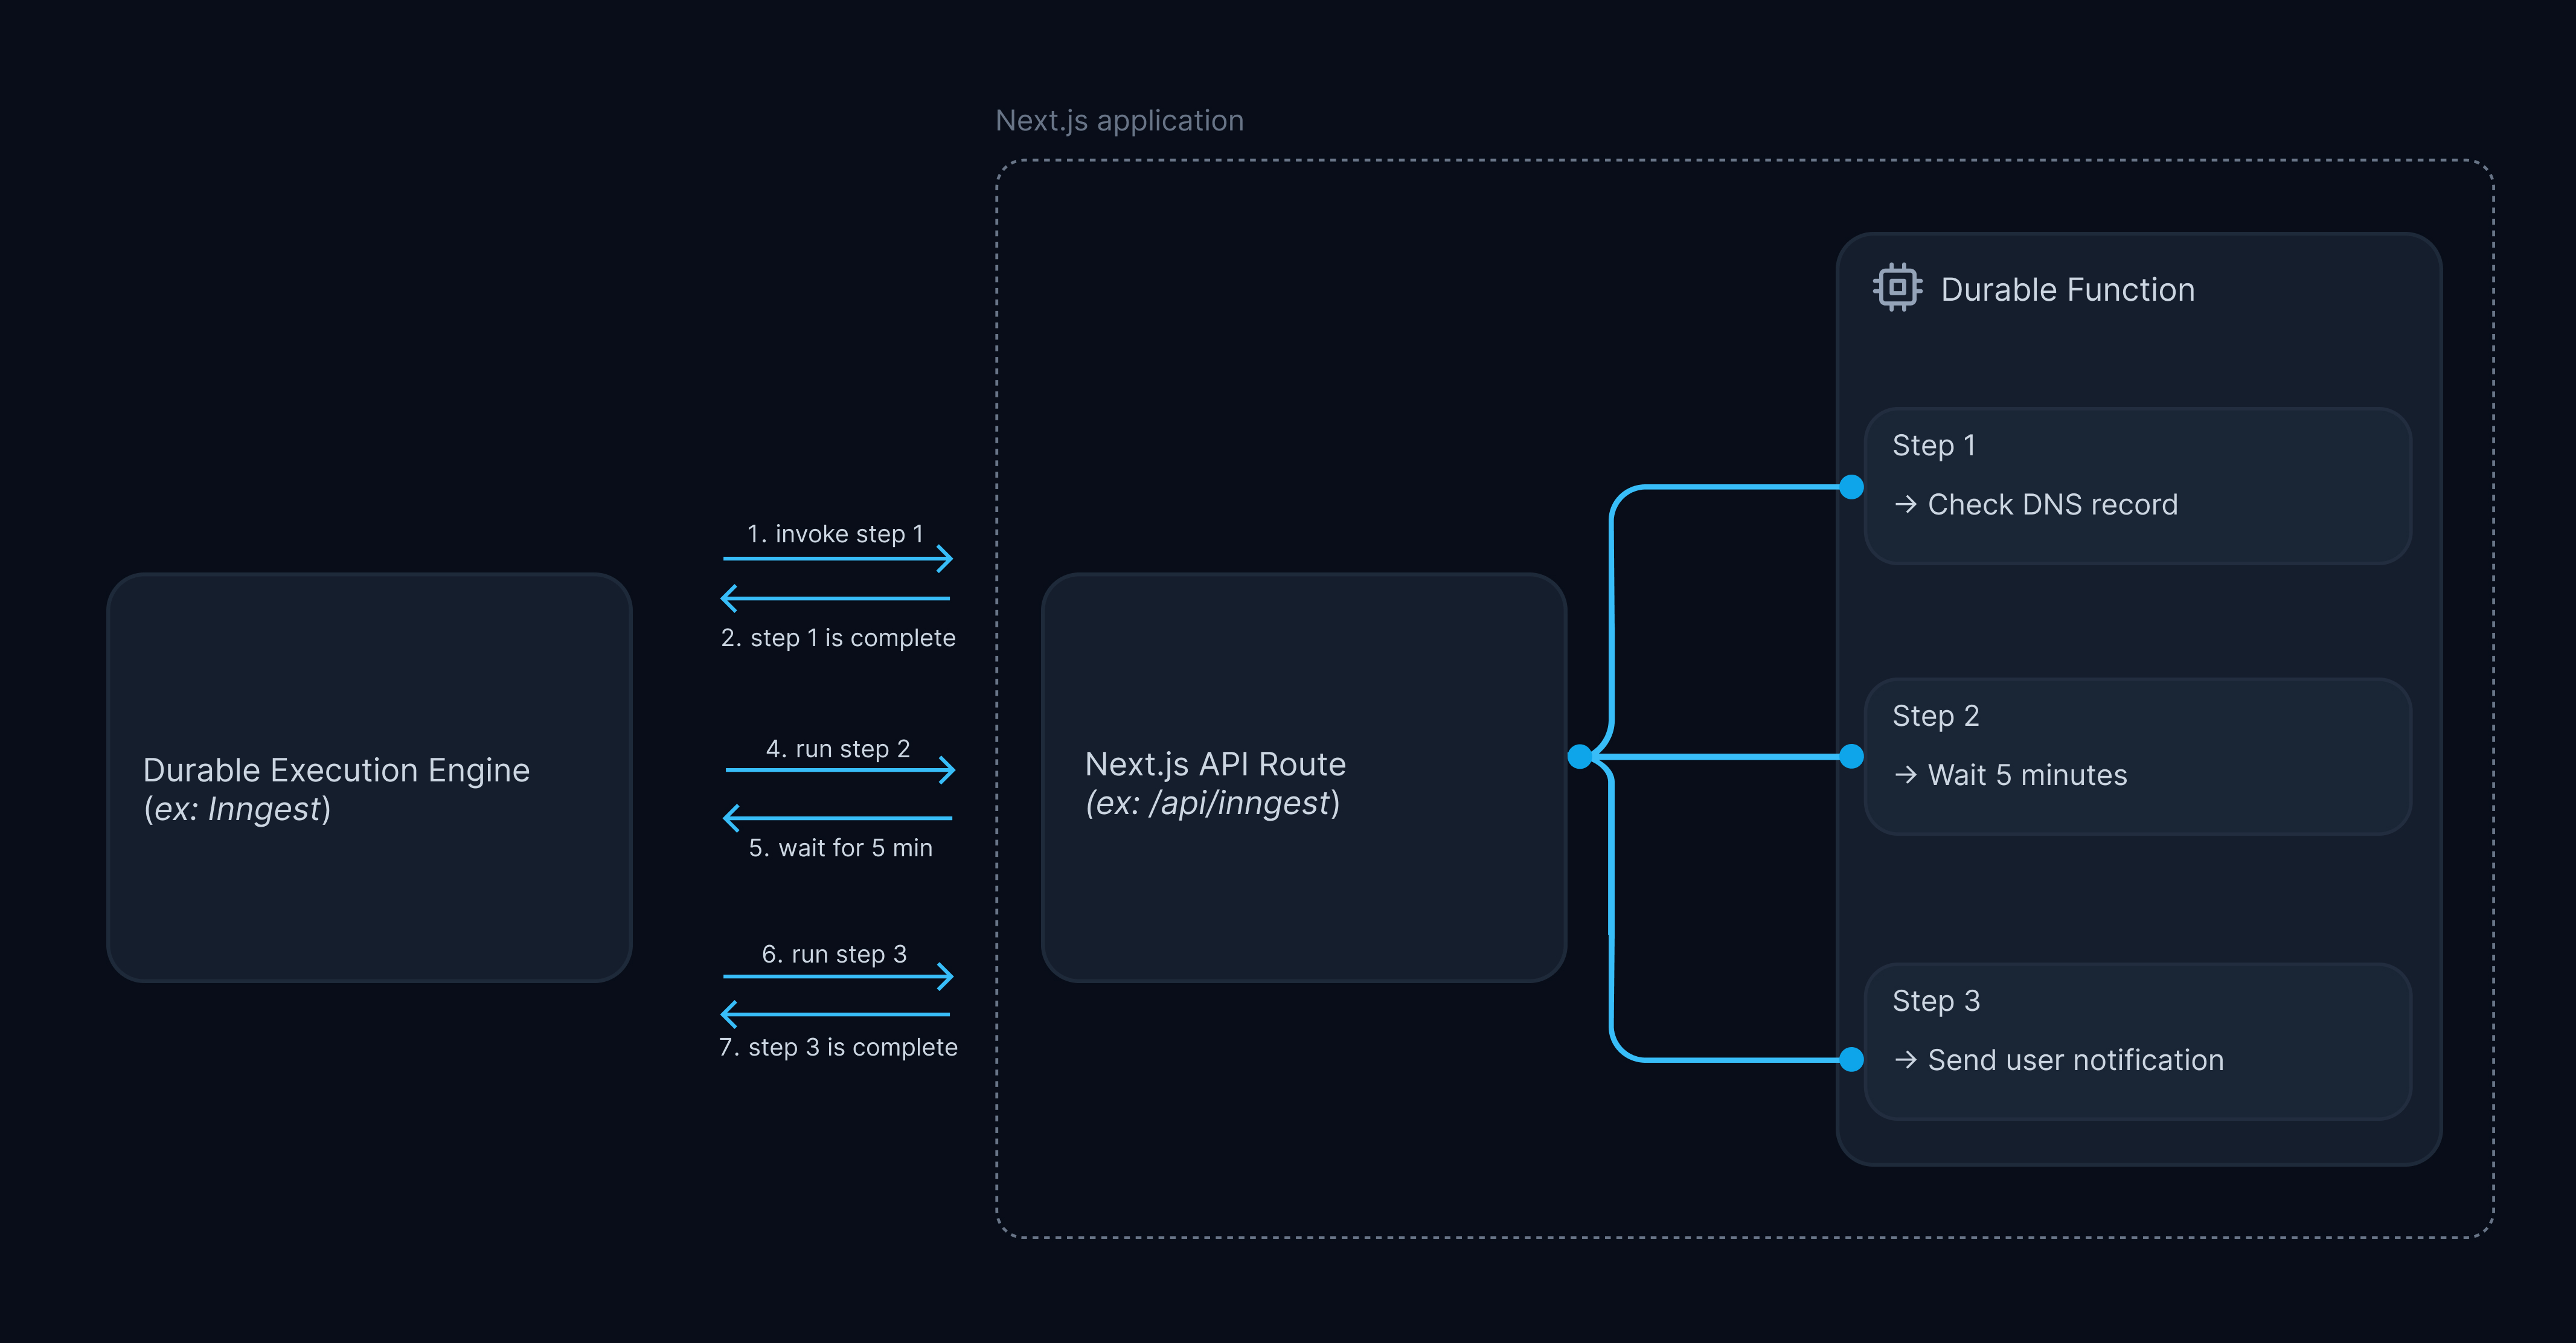 Next.js application
Durable Function
Step 1
→ Check DNS record
1. invoke step 1
2. step 1 is complete
Step 2
→ Wait 5 minutes
4. run step 2
5. wait for 5 min
Durable Execution Engine
(ex: Inngest)
Next.js API Route
(ex: /api/inngest)
6. run step 3
7. step 3 is complete
Step 3
→ Send user notification